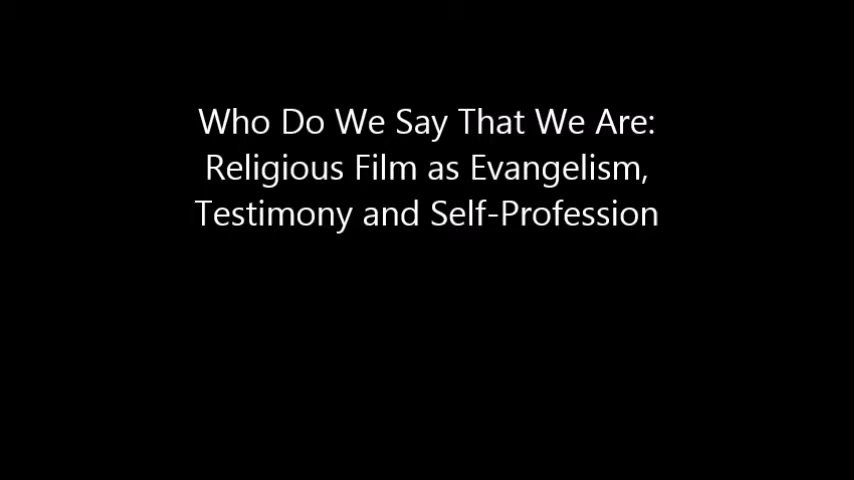 Who Do We Say That We Are:
Religious Film as Evangelism,
Testimony and Self-Profession